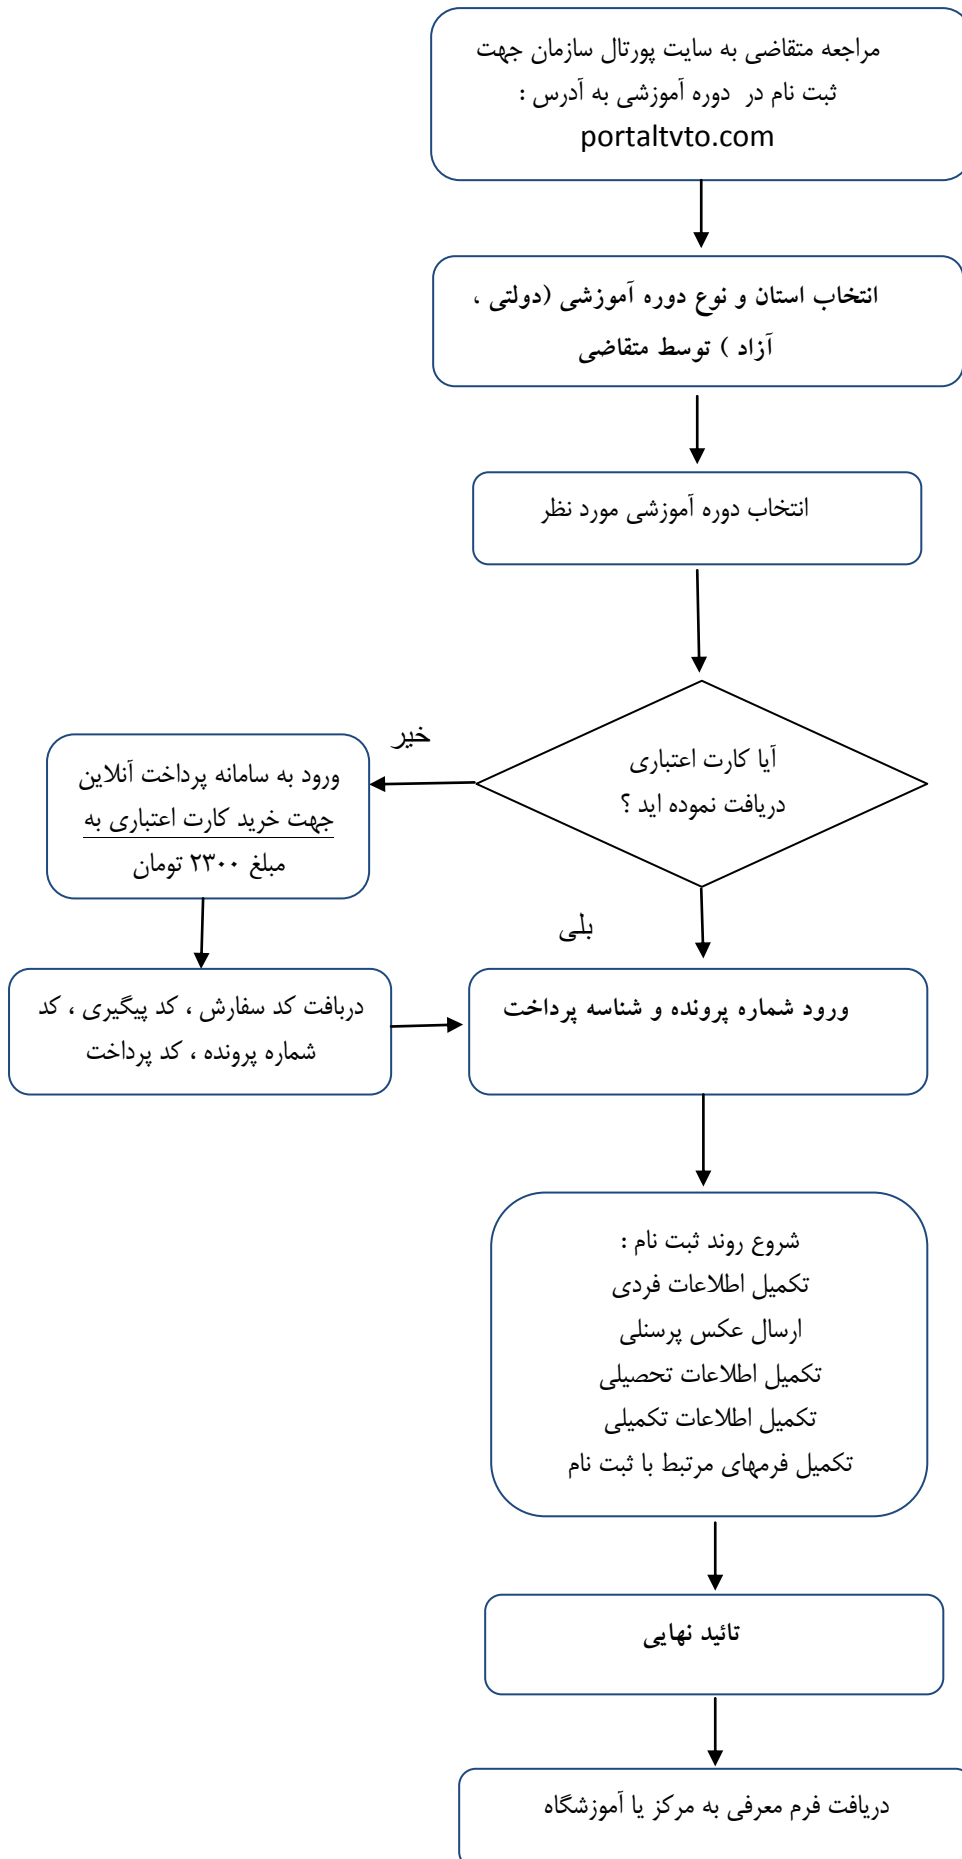 مراجعه متقاضی به سایت پورتال سازمان جهت
ثبت نام در دوره آموزشی به آدرس :
portaltvto.com
انتخاب استان و نوع دوره آموزشی (دولتی ،
آزاد ) توسط متقاضی
انتخاب دوره آموزشی مورد نظر
آیا کارت اعتباری
دریافت نموده اید ؟
خیر
ورود به سامانه پرداخت آنلاین
جهت خرید کارت اعتباری به
مبلغ ۲۳۰۰ تومان
بلی
دربافت کد سفارش ، کد پیگیری ، کد
شماره پرونده ، کد پرداخت
ورود شماره پرونده و شناسه پرداخت
شروع روند ثبت نام :
تکمیل اطلاعات فردی
ارسال عکس پرسنلی
تکمیل اطلاعات تحصیلی
تکمیل اطلاعات تکمیلی
تکمیل فرمهای مرتبط با ثبت نام
تائید نهایی
دریافت فرم معرفی به مرکز یا آموزشگاه